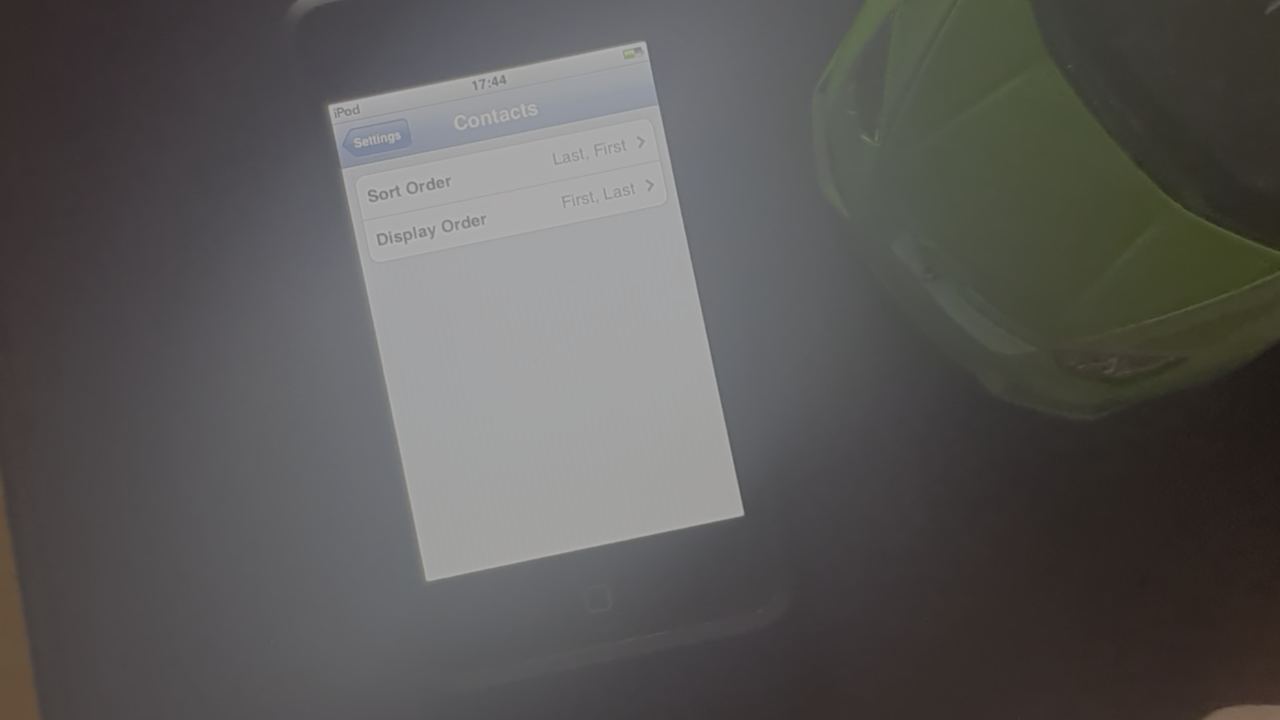 iPod 17:44
Settings Contacts
Sort Order Last, First
Display Order First, Last